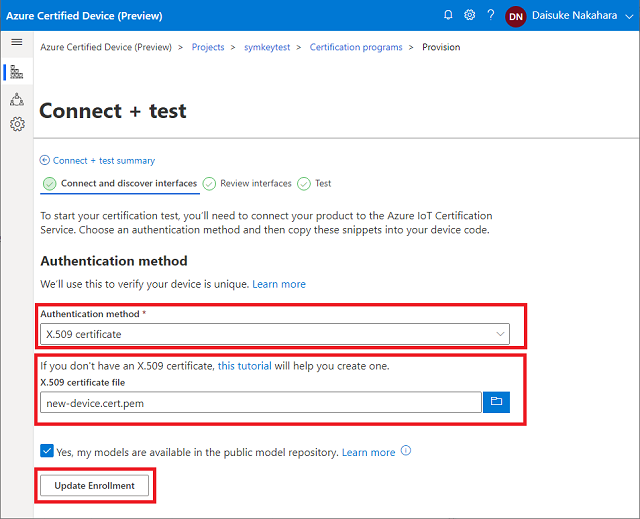 Azure Certified Device (Preview)
?
DN
Daisuke Nakahara
Azure Certified Device (Preview) > Projects > symkeytest > Certification programs > Provision
Connect + test
Connect + test summary
Connect and discover interfaces Review interfaces Test
To start your certification test, you'll need to connect your product to the Azure IoT Certification
Service. Choose an authentication method and then copy these snippets into your device code.
Authentication method
We'll use this to verify your device is unique. Learn more
Authentication method *
X.509 certificate
If you don't have an X.509 certificate, this tutorial will help you create one.
X.509 certificate file
new-device.cert.pem
Yes, my models are available in the public model repository. Learn more
Update Enrollment